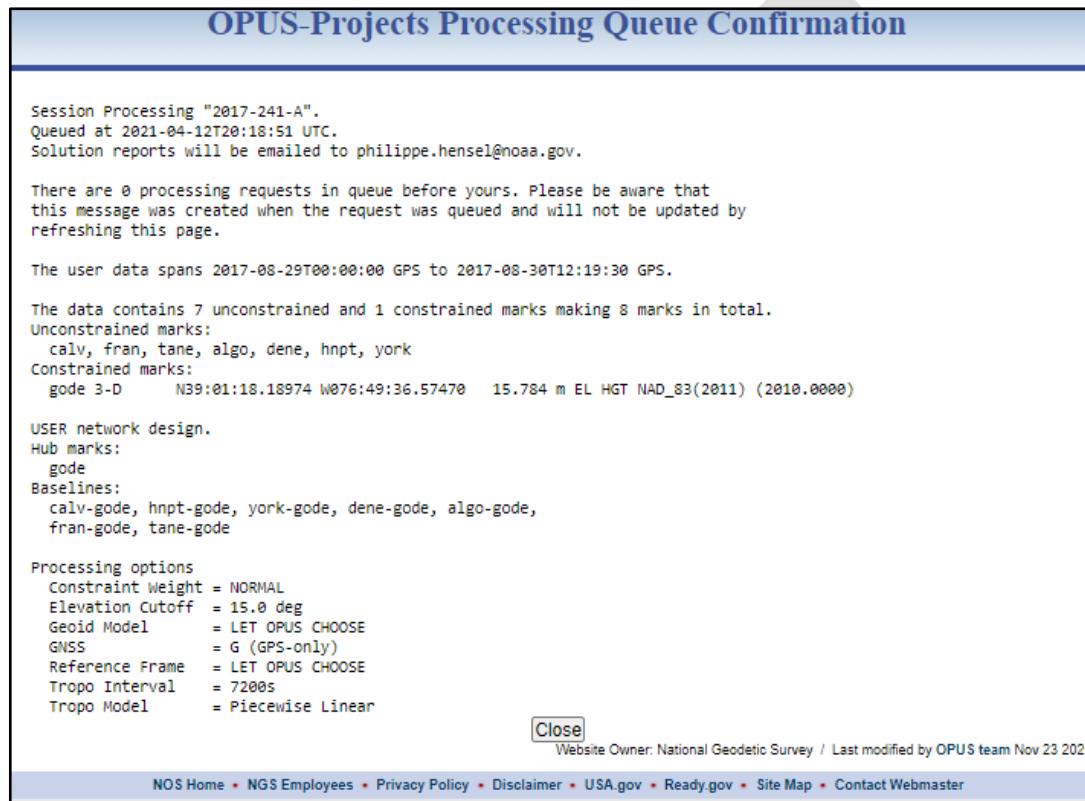 OPUS-Projects Processing Queue Confirmation
Session Processing "2017-241-A".
Queued at 2021-04-12T20:18:51 UTC.
Solution reports will be emailed to philippe.hensel@noaa.gov.
There are 0 processing requests in queue before yours. Please be aware that
this message was created when the request was queued and will not be updated by
refreshing this page.
The user data spans 2017-08-29T00:00:00 GPS to 2017-08-30T12:19:30 GPS.
The data contains 7 unconstrained and 1 constrained marks making 8 marks in total.
Unconstrained marks:
calv, fran, tane, algo, dene, hnpt, york
Constrained marks:
gode 3-D N39:01:18.18974 W076:49:36.57470 15.784 m EL HGT NAD_83(2011) (2010.0000)
USER network design.
Hub marks:
gode
Baselines:
calv-gode, hnpt-gode, york-gode, dene-gode, algo-gode,
fran-gode, tane-gode
Processing options
Constraint Weight = NORMAL
Elevation Cutoff = 15.0 deg
Geoid Model = LET OPUS CHOOSE
GNSS = G (GPS-only)
Reference Frame = LET OPUS CHOOSE
Tropo Interval = 7200s
Tropo Model = Piecewise Linear
Close
Website Owner: National Geodetic Survey / Last modified by OPUS team Nov 23 202
NOS Home • NGS Employees • Privacy Policy • Disclaimer • USA.gov • Ready.gov • Site Map • Contact Webmaster